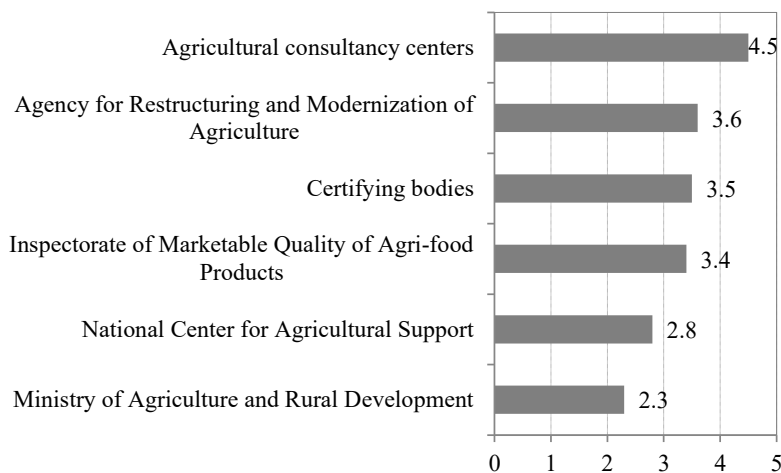 Agricultural consultancy centers
4.5
Agency for Restructuring and Modernization of
Agriculture
3.6
Certifying bodies
3.5
Inspectorate of Marketable Quality of Agri-food
Products
3.4
National Center for Agricultural Support
2.8
Ministry of Agriculture and Rural Development
2.3
0 1 2 3 4 5